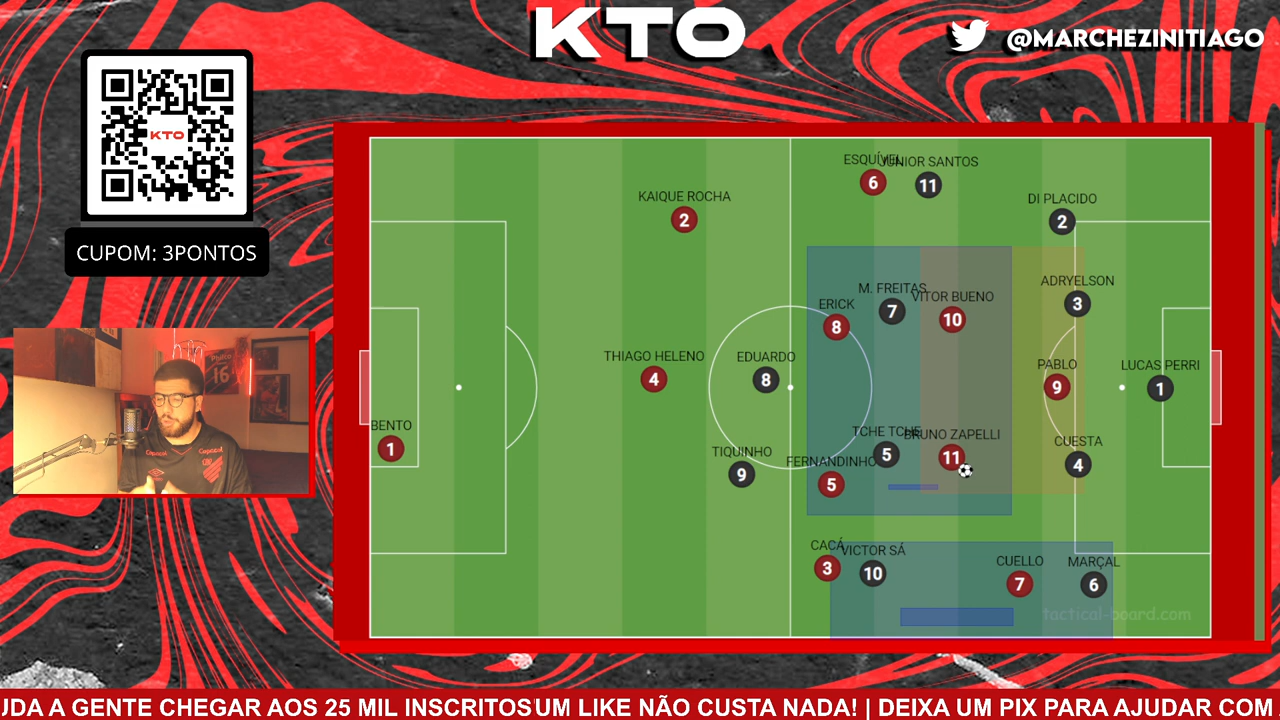 KTO
@MARCHEZINITIAGO
KTO
CUPOM: 3PONTOS
16
ESQUÍVEL
6
JUNIOR SANTOS
11
KAIQUE ROCHA
2
DI PLACIDO
2
ADRYELSON
3
M. FREITAS
7
VITOR BUENO
10
ERICK
8
THIAGO HELENO
4
EDUARDO
8
PABLO
9
LUCAS PERRI
1
BENTO
1
TCHE TCHE
5
BRUNO ZAPELLI
11
CUESTA
4
TIQUINHO
9
FERNANDINHO
5
CACÁ
3
VICTOR SÁ
10
CUELLO
7
MARÇAL
6
tactical-board.com
UDA A GENTE CHEGAR AOS 25 MIL INSCRITOS UM LIKE NÃO CUSTA NADA! | DEIXA UM PIX PARA AJUDAR COM